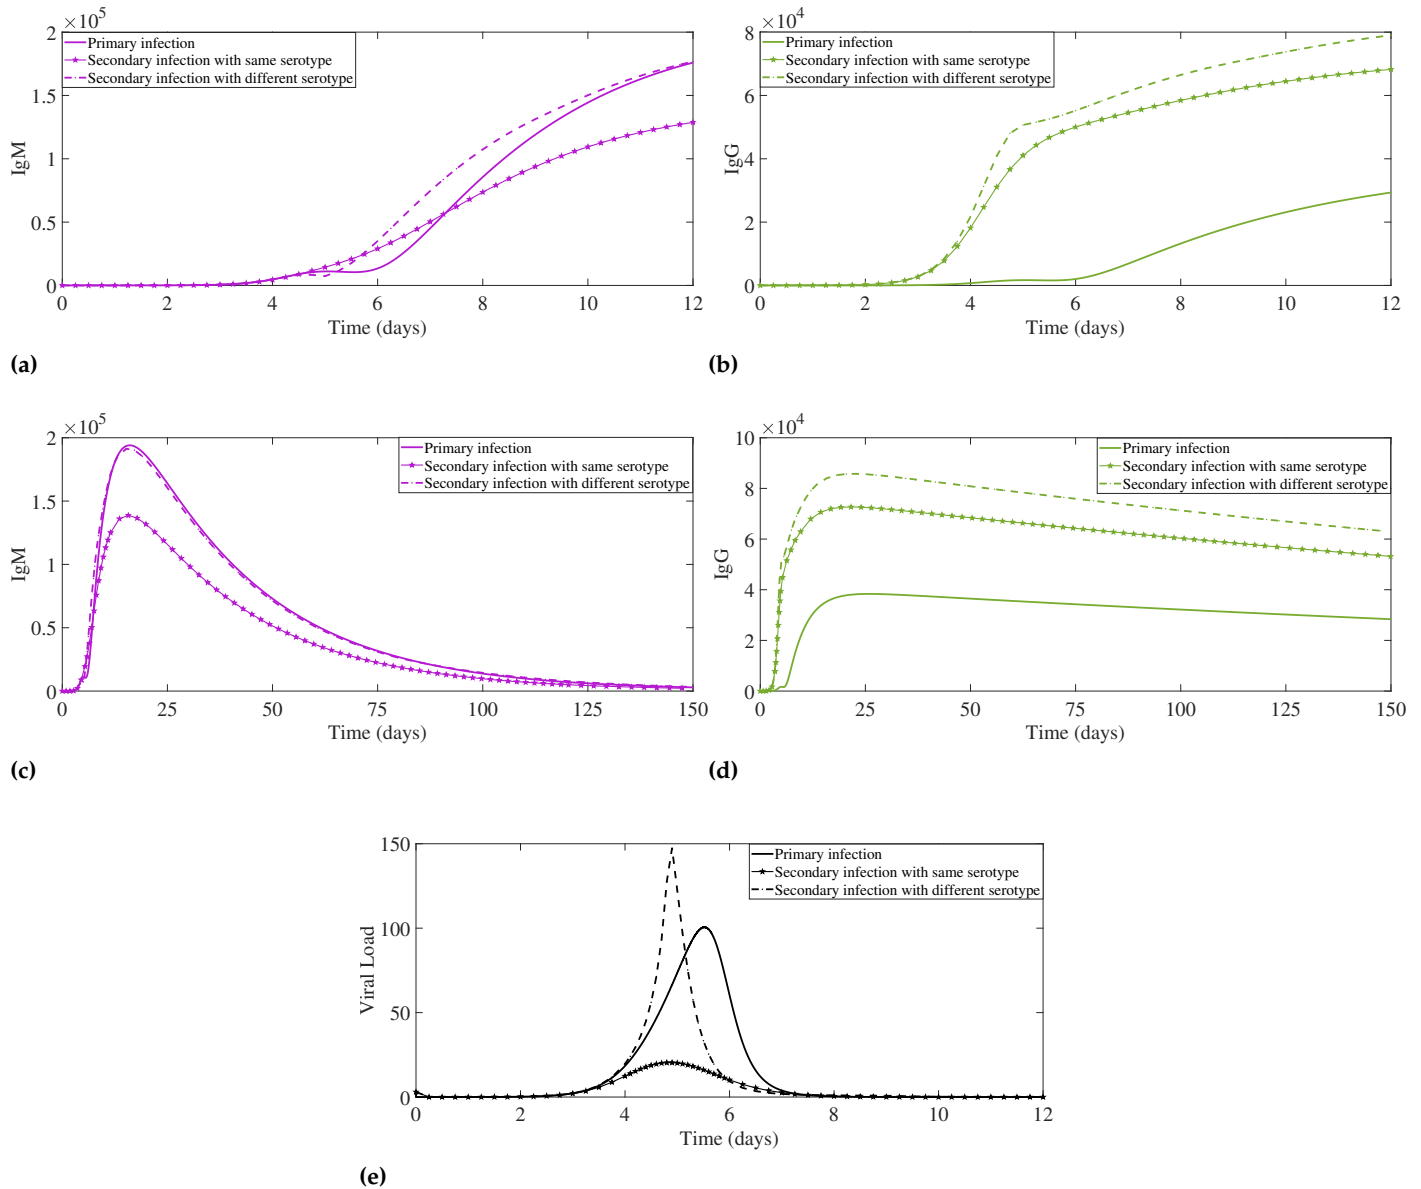 ×10^5
2
1.5
1
0.5
0
IgM
Primary infection
Secondary infection with same serotype
Secondary infection with different serotype
0 2 4 6 8 10 12
Time (days)
(a)
×10^4
8
6
4
2
0
IgG
Primary infection
Secondary infection with same serotype
Secondary infection with different serotype
0 2 4 6 8 10 12
Time (days)
(b)
×10^5
2
1.5
1
0.5
0
IgM
Primary infection
Secondary infection with same serotype
Secondary infection with different serotype
0 25 50 75 100 125 150
Time (days)
(c)
×10^4
10
8
6
4
2
0
IgG
Primary infection
Secondary infection with same serotype
Secondary infection with different serotype
0 25 50 75 100 125 150
Time (days)
(d)
150
100
50
0
Viral Load
Primary infection
Secondary infection with same serotype
Secondary infection with different serotype
0 2 4 6 8 10 12
Time (days)
(e)